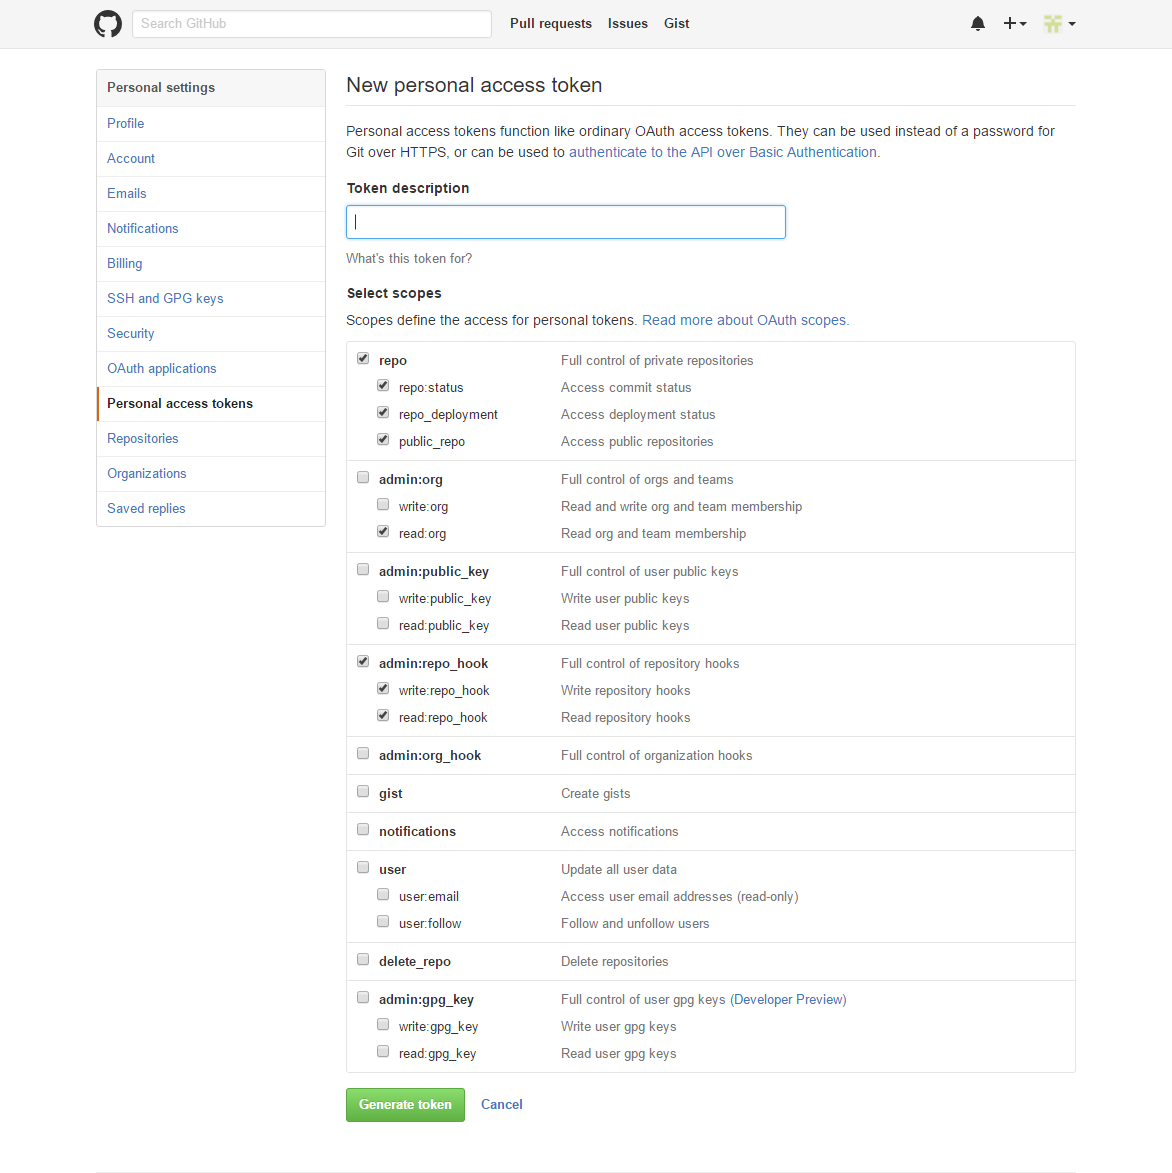 Search GitHub Pull requests Issues Gist
Personal settings
Profile
Account
Emails
Notifications
Billing
SSH and GPG keys
Security
OAuth applications
Personal access tokens
Repositories
Organizations
Saved replies
New personal access token
Personal access tokens function like ordinary OAuth access tokens. They can be used instead of a password for
Git over HTTPS, or can be used to authenticate to the API over Basic Authentication.
Token description
What's this token for?
Select scopes
Scopes define the access for personal tokens. Read more about OAuth scopes.
repo Full control of private repositories
repo:status Access commit status
repo_deployment Access deployment status
public_repo Access public repositories
admin:org Full control of orgs and teams
write:org Read and write org and team membership
read:org Read org and team membership
admin:public_key Full control of user public keys
write:public_key Write user public keys
read:public_key Read user public keys
admin:repo_hook Full control of repository hooks
write:repo_hook Write repository hooks
read:repo_hook Read repository hooks
admin:org_hook Full control of organization hooks
gist Create gists
notifications Access notifications
user Update all user data
user:email Access user email addresses (read-only)
user:follow Follow and unfollow users
delete_repo Delete repositories
admin:gpg_key Full control of user gpg keys (Developer Preview)
write:gpg_key Write user gpg keys
read:gpg_key Read user gpg keys
Generate token Cancel